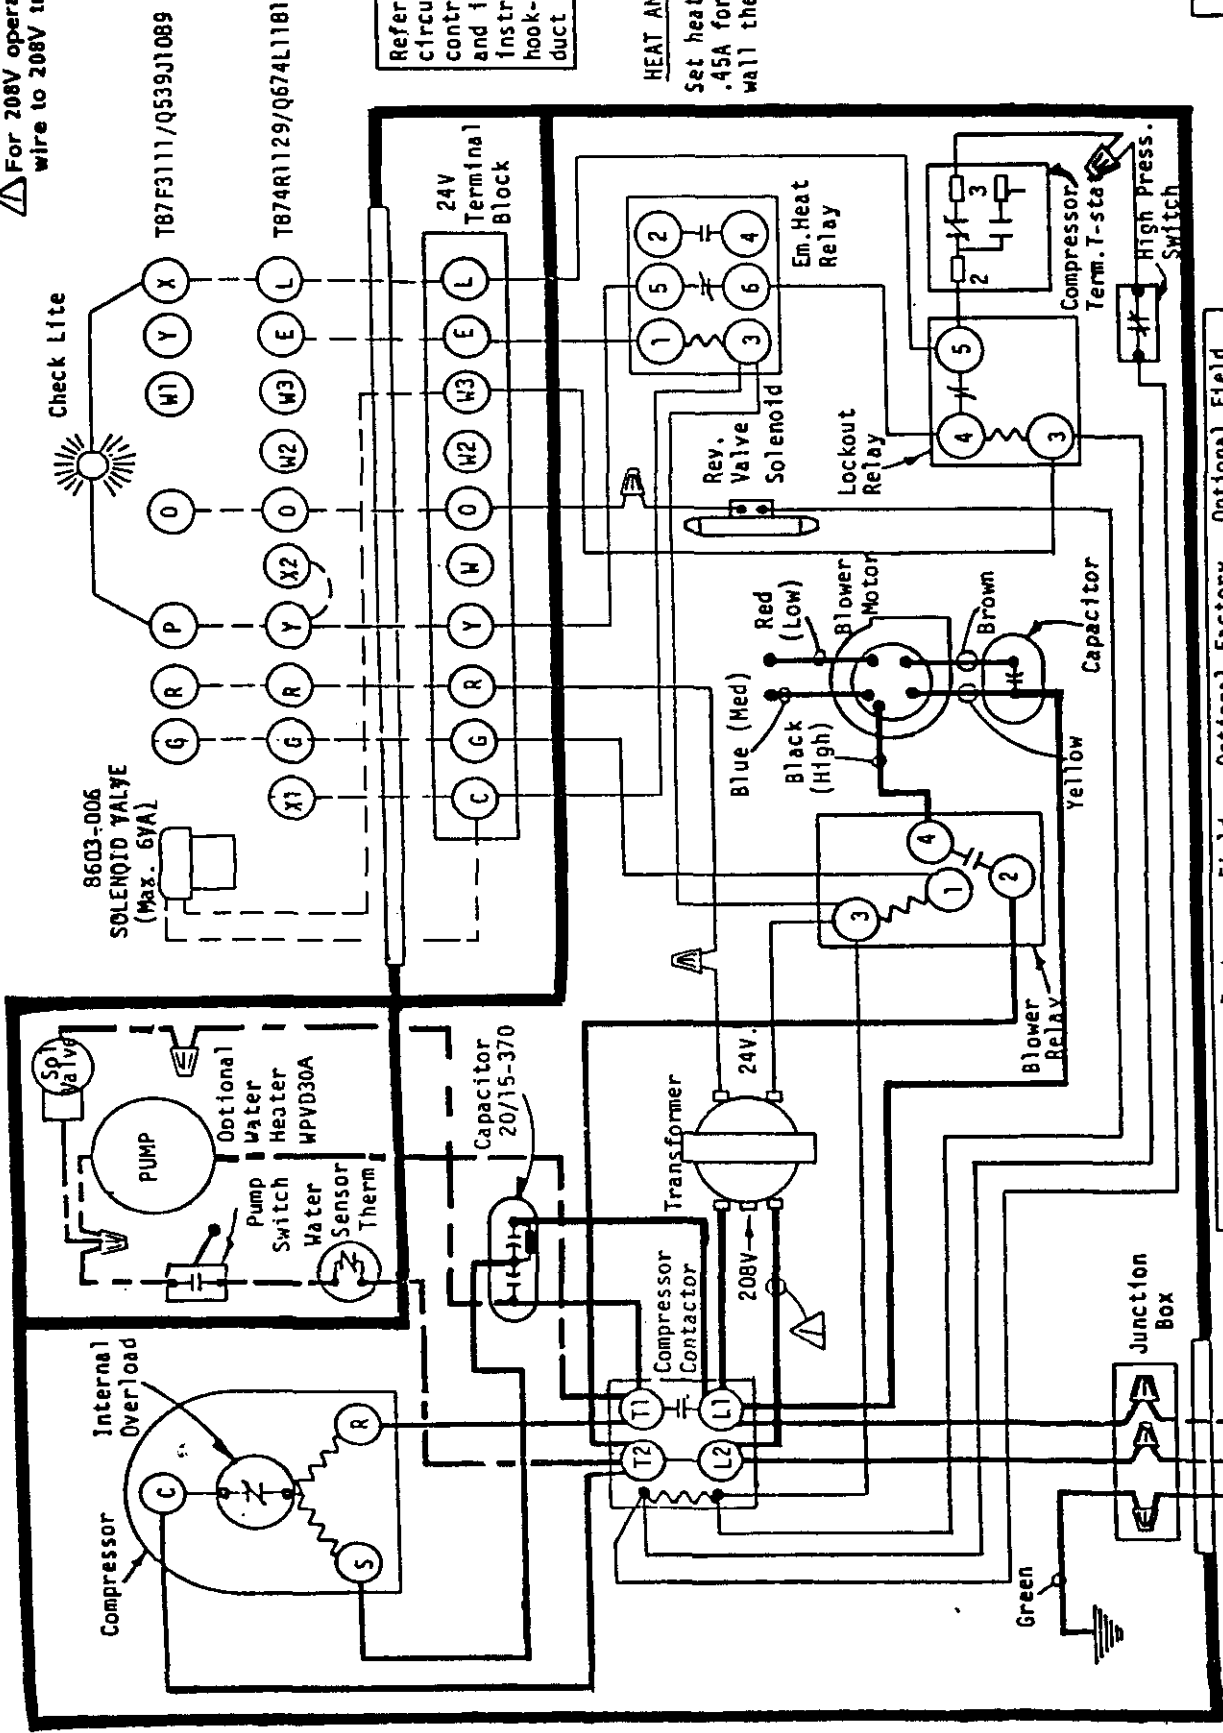 ⚠For 208V opera
wire to 208V tr
Refer
circu
contr
and i
instr
hook-
duct
HEAT AN
Set heat
.45A for
wall the
Check Lite
8603-006
SOLENOID VALVE
(Max. 6VA)
G R P O W1 Y X
T87F3111/Q539J1089
X1 G R Y X2 O W2 W3 E L
T874R1129/Q674L1181
C G R Y W O W2 W3 E L
24V
Terminal
Block
Compressor
Internal
Overload
C
S
R
Sol
Valve
PUMP
Optional
Water
Heater
WPVD30A
Pump
Switch
Water
Sensor
Therm
Capacitor
20/15-370
Compressor
Contactor
T2 T1
L2 L1
Transformer
208V
24V.
Blue (Med)
Red
(Low)
Black
(High)
Blower
Motor
Brown
Yellow
Capacitor
3 1 4 2
Blower
Relay
Rev.
Valve
Solenoid
1 5 2
3 6 4
Em.Heat
Relay
Lockout
Relay
4 5
3
2 3
Compressor
Term.T-stat
High Press.
Switch
Junction
Box
Green
Field
Optional Factory
Optional Field